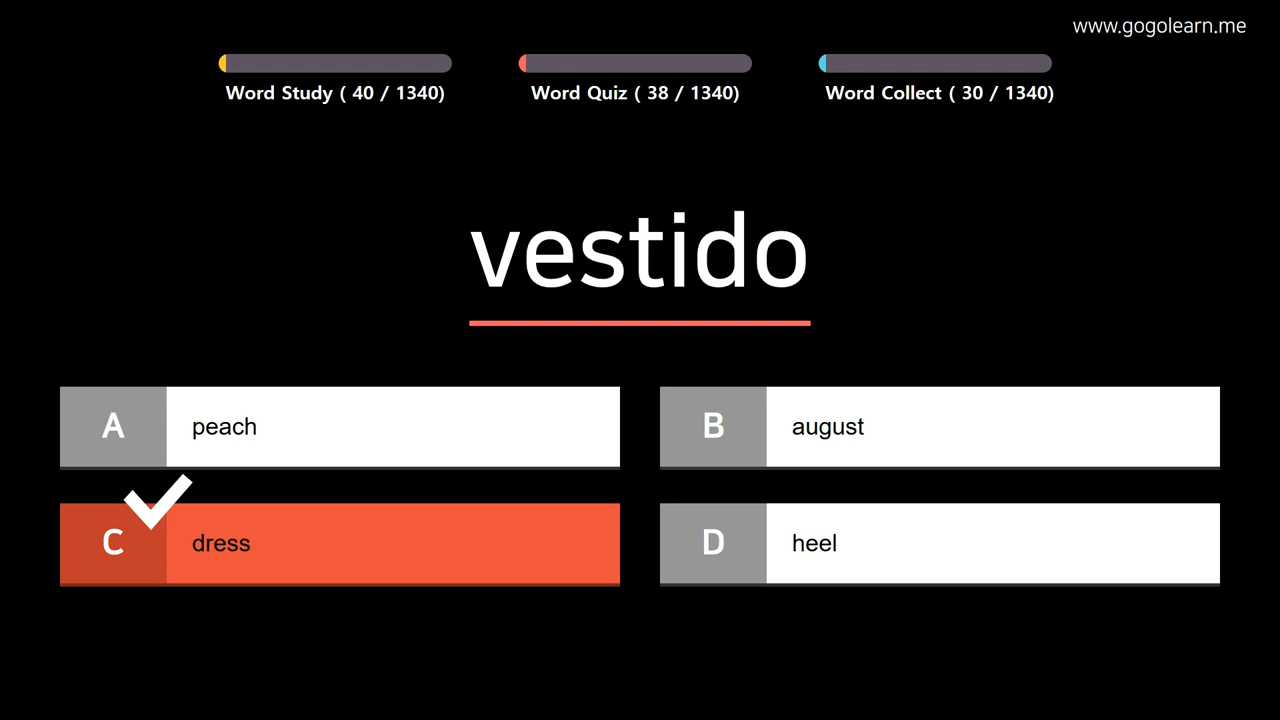 www.gogolearn.me
Word Study ( 40 / 1340)
Word Quiz ( 38 / 1340)
Word Collect ( 30 / 1340)
vestido
A peach
B august
C dress
D heel